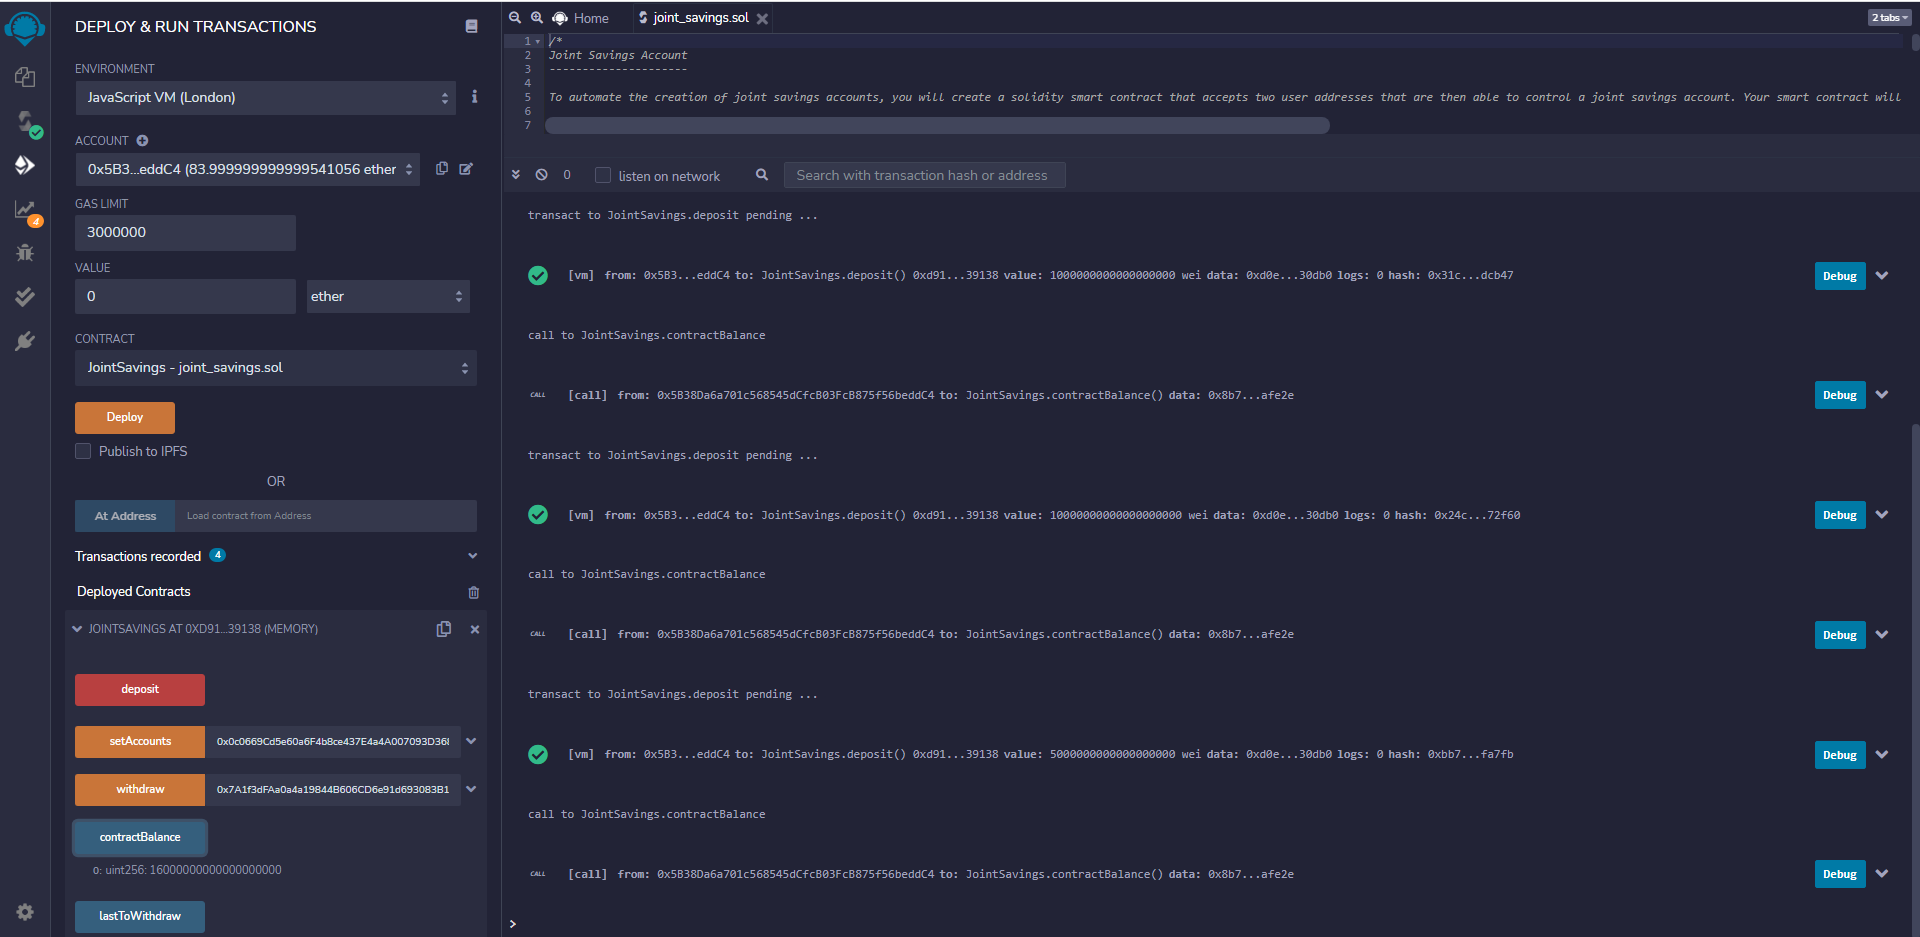 DEPLOY & RUN TRANSACTIONS
ENVIRONMENT
JavaScript VM (London)
ACCOUNT
0x5B3...eddC4 (83.999999999999541056 ether
GAS LIMIT
3000000
VALUE
0
ether
CONTRACT
JointSavings - joint_savings.sol
Deploy
Publish to IPFS
OR
At Address
Load contract from Address
Transactions recorded 4
Deployed Contracts
JOINTSAVINGS AT 0XD91...39138 (MEMORY)
deposit
setAccounts
0x0c0669Cd5e60a6F4b8ce437E4a4A007093D368
withdraw
0x7A1f3dFAa0a4a19844B606CD6e91d693083B1
contractBalance
0: uint256: 16000000000000000000
lastToWithdraw
4
Home
joint_savings.sol
2 tabs
1 /*
2 Joint Savings Account
3 ---------------------
4
5 To automate the creation of joint savings accounts, you will create a solidity smart contract that accepts two user addresses that are then able to control a joint savings account. Your smart contract will
6
7
0
listen on network
Search with transaction hash or address
transact to JointSavings.deposit pending ...
[vm] from: 0x5B3...eddC4 to: JointSavings.deposit() 0xd91...39138 value: 1000000000000000000 wei data: 0xd0e...30db0 logs: 0 hash: 0x31c...dcb47
Debug
call to JointSavings.contractBalance
CALL [call] from: 0x5B38Da6a701c568545dCfcB03FcB875f56beddC4 to: JointSavings.contractBalance() data: 0x8b7...afe2e
Debug
transact to JointSavings.deposit pending ...
[vm] from: 0x5B3...eddC4 to: JointSavings.deposit() 0xd91...39138 value: 10000000000000000000 wei data: 0xd0e...30db0 logs: 0 hash: 0x24c...72f60
Debug
call to JointSavings.contractBalance
CALL [call] from: 0x5B38Da6a701c568545dCfcB03FcB875f56beddC4 to: JointSavings.contractBalance() data: 0x8b7...afe2e
Debug
transact to JointSavings.deposit pending ...
[vm] from: 0x5B3...eddC4 to: JointSavings.deposit() 0xd91...39138 value: 5000000000000000000 wei data: 0xd0e...30db0 logs: 0 hash: 0xbb7...fa7fb
Debug
call to JointSavings.contractBalance
CALL [call] from: 0x5B38Da6a701c568545dCfcB03FcB875f56beddC4 to: JointSavings.contractBalance() data: 0x8b7...afe2e
Debug
>